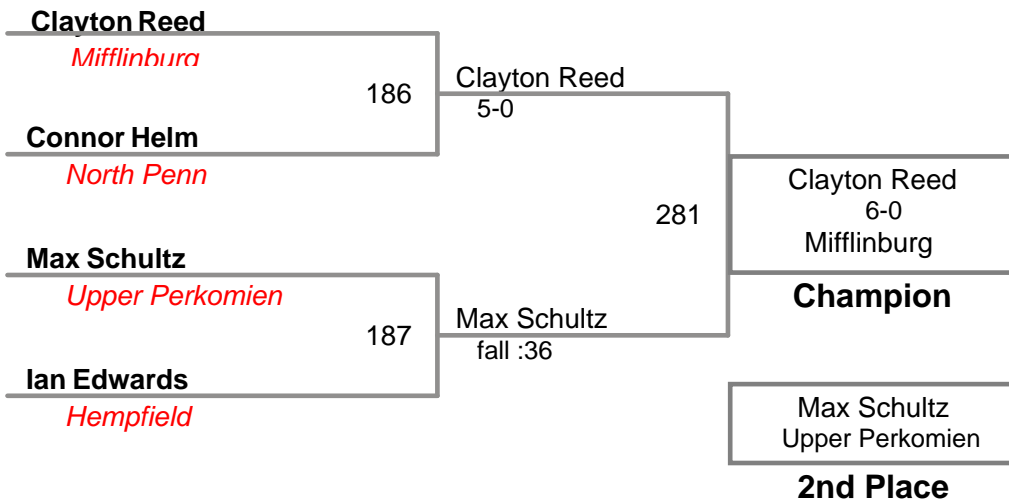 Clayton Reed
Mifflinburg
186
Clayton Reed
5-0
Connor Helm
North Penn
281
Clayton Reed
6-0
Mifflinburg
Champion
Max Schultz
Upper Perkomien
187
Max Schultz
fall :36
Ian Edwards
Hempfield
Max Schultz
Upper Perkomien
2nd Place